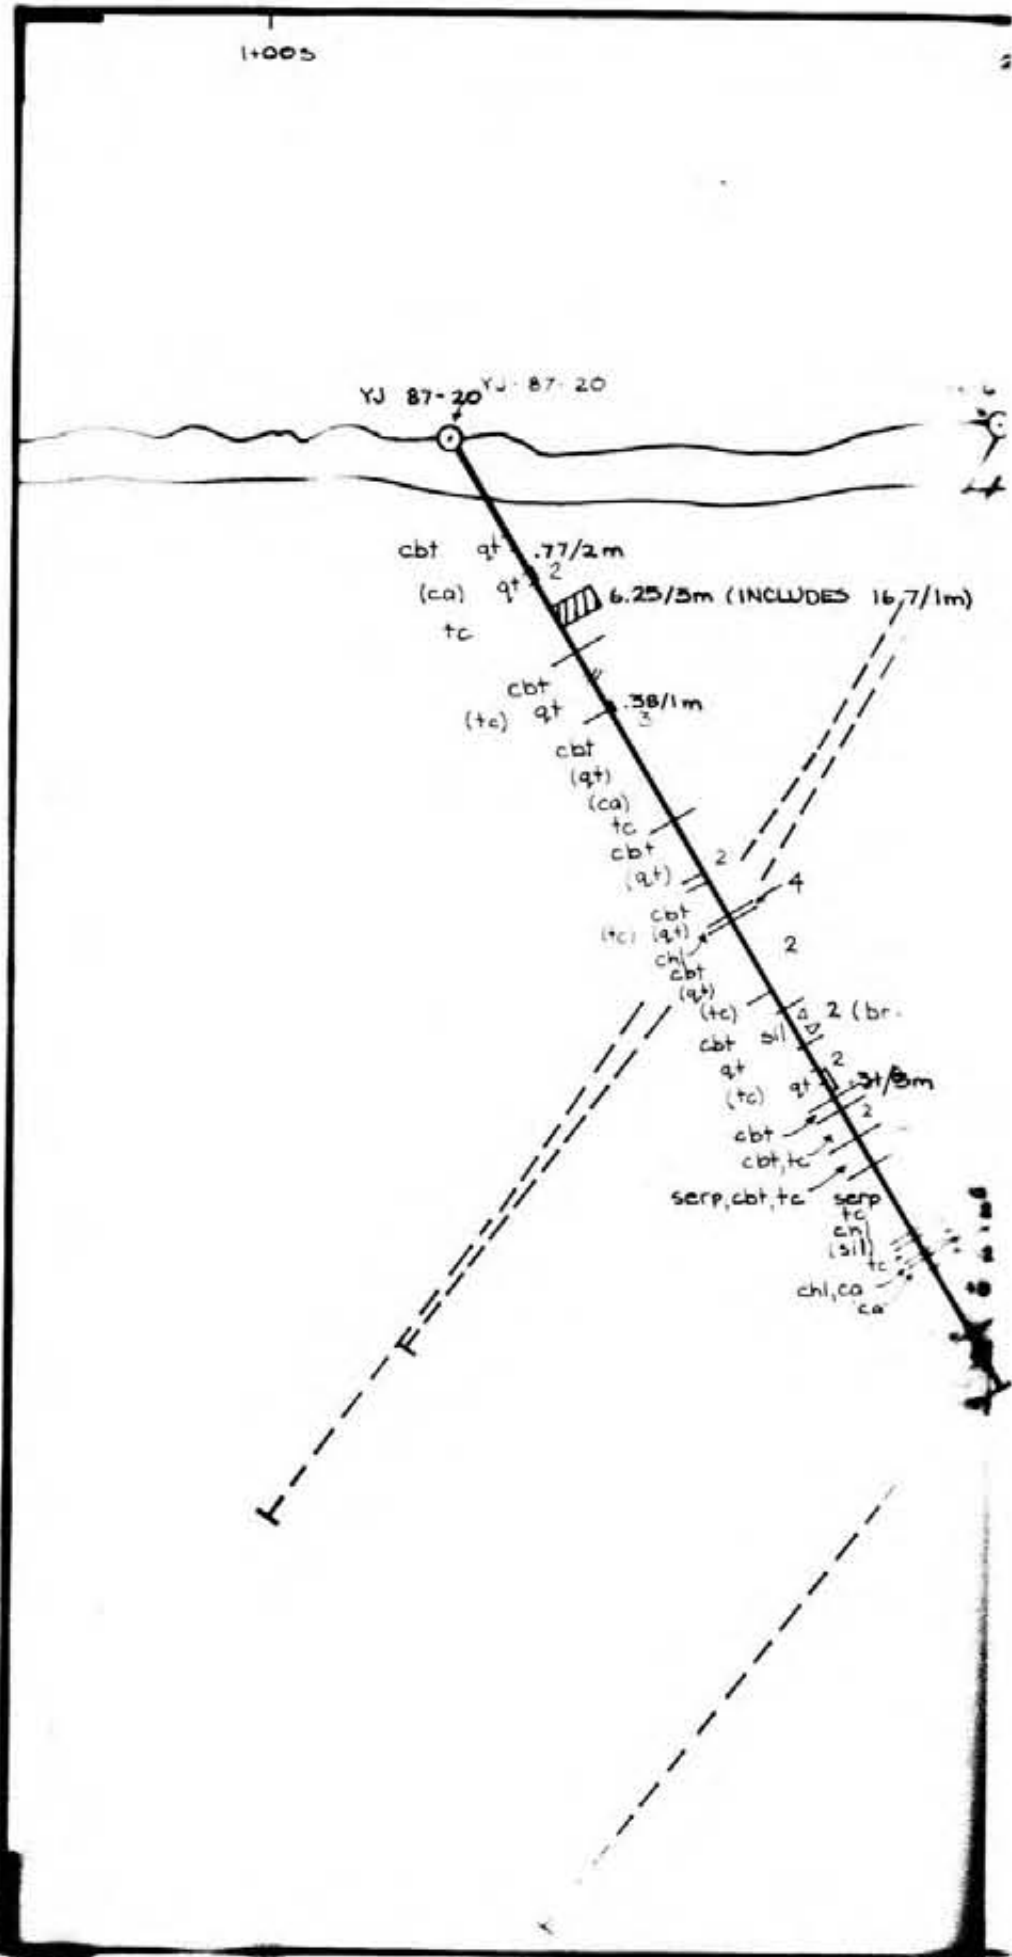 1+00S
YJ 87-20
YJ-87-20
cbt qt .77/2m
2
(ca) qt
6.25/5m (INCLUDES 16.7/1m)
tc
cbt
(tc) qt
.38/1m
3
cbt
(qt)
(ca)
tc
cbt
(qt)
2
4
cbt
(tc) (qt)
chl
2
cbt
(qt)
(tc)
2 (br.
sil
cbt
qt
2
(tc) qt
2
cbt
cbt,tc
serp,cbt,tc
serp
tc
chl
(sil)
tc
chl,ca
ca